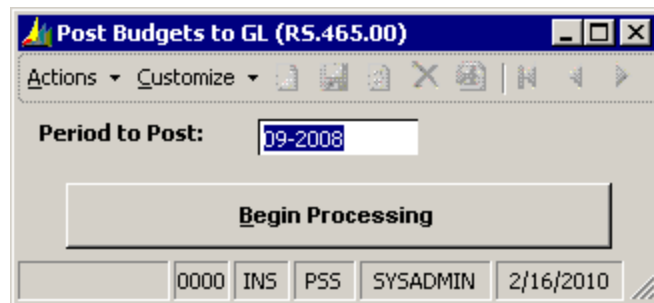 Post Budgets to GL (RS.465.00)
Actions Customize
Period to Post: 09-2008
Begin Processing
0000 INS PSS SYSADMIN 2/16/2010